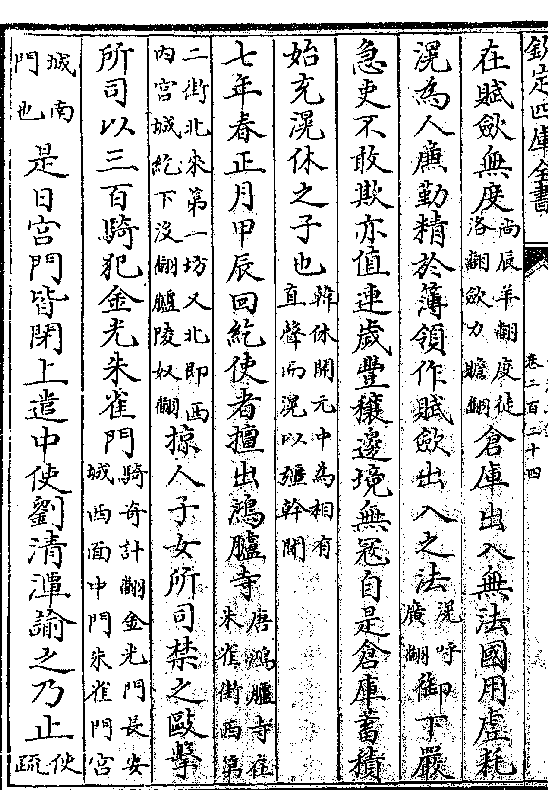 欽定四庫全書 卷二百二十四
在賦斂無度尚辰羊翻度徒洛翻斂力贍翻倉庫出入無法國用虛耗
滉為人廉勤精於簿領作賦斂出入之法滉呼廣翻御下嚴
急吏不敢欺亦值連歲豐穰邊境無冦自是倉庫蓄積
始充滉休之子也韓休開元中為相有直聲而滉以彊幹聞
七年春正月甲辰回紇使者擅出鴻臚寺唐鴻臚寺在朱雀街西第
二街北來第一坊又北即西内宮城紇下沒翻臚陵奴翻掠人子女所司禁之毆擊
所司以三百騎犯金光朱雀門騎奇計翻金光門長安城西面中門朱雀門宮
城南門也是日宮門皆閉上遣中使劉清潭諭之乃止使疏